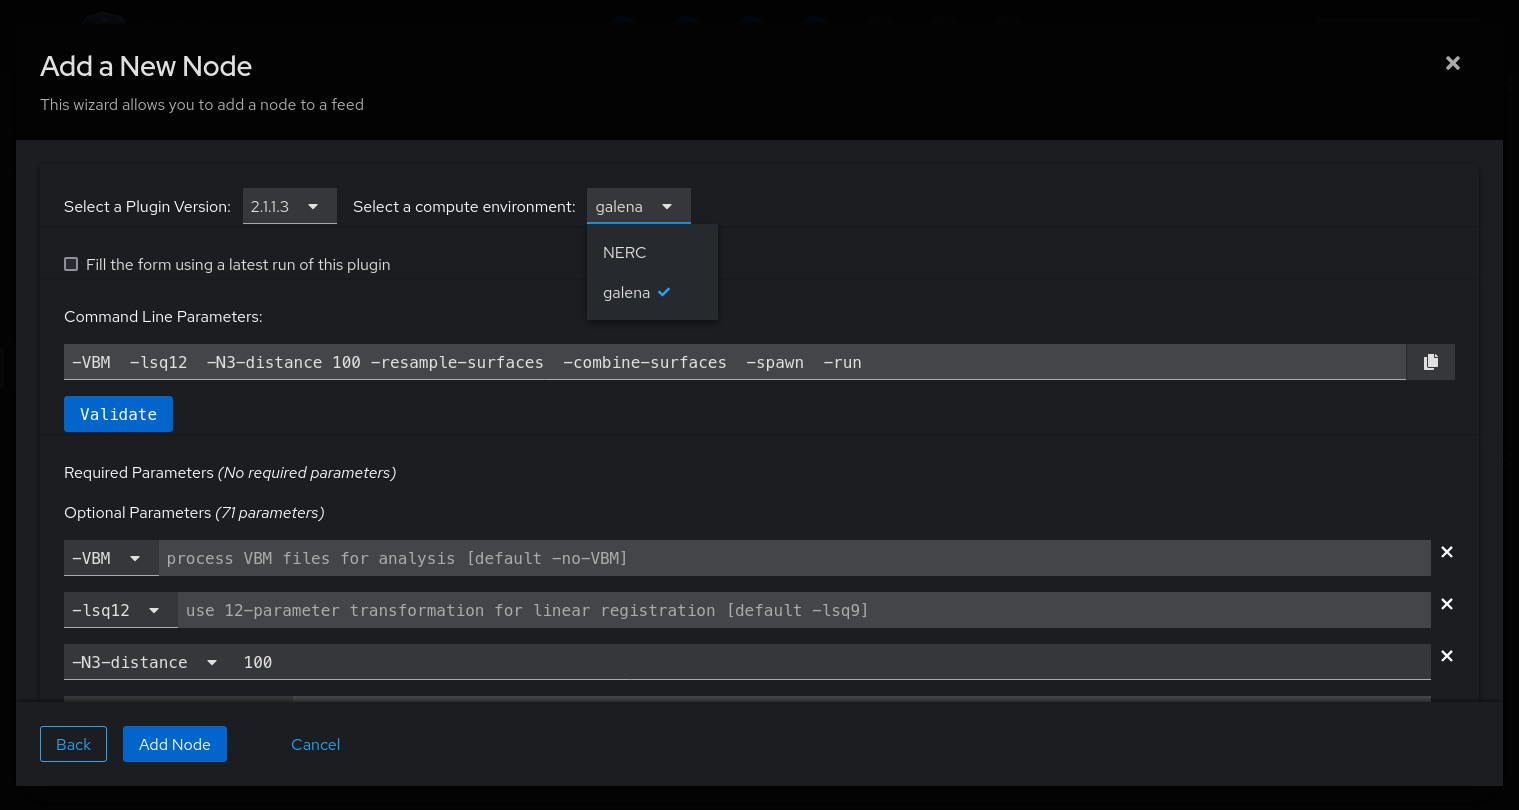 Add a New Node
This wizard allows you to add a node to a feed
Select a Plugin Version: 2.1.1.3 Select a compute environment: galena
NERC
galena
Fill the form using a latest run of this plugin
Command Line Parameters:
-VBM -lsq12 -N3-distance 100 -resample-surfaces -combine-surfaces -spawn -run
Validate
Required Parameters (No required parameters)
Optional Parameters (71 parameters)
-VBM process VBM files for analysis [default -no-VBM]
-lsq12 use 12-parameter transformation for linear registration [default -lsq9]
-N3-distance 100
Back Add Node Cancel